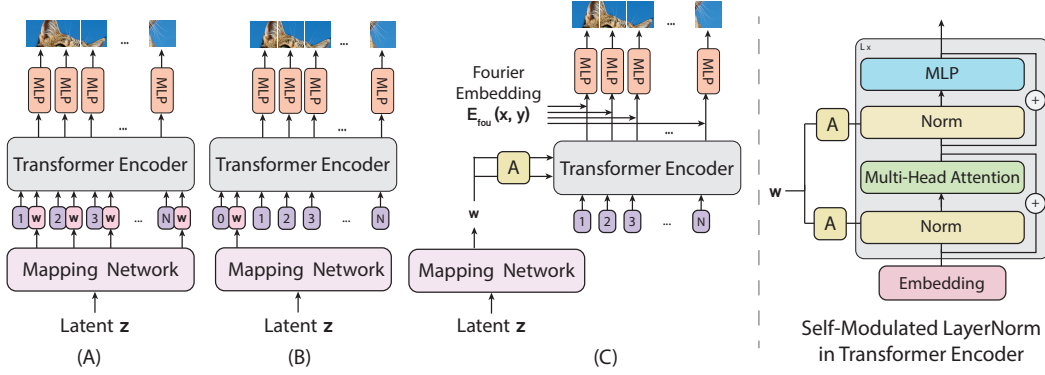 ...
MLP MLP MLP MLP
...
Transformer Encoder
1 w 2 w 3 w ... N w
Mapping Network
Latent z
(A)
...
MLP MLP MLP MLP
...
Transformer Encoder
0 w 1 2 3 ... N
Mapping Network
Latent z
(B)
...
MLP MLP MLP MLP
Fourier
Embedding
E_fou (x, y)
...
A
Transformer Encoder
w
1 2 3 ... N
Mapping Network
Latent z
(C)
L x
MLP
+
A
Norm
w
Multi-Head Attention
+
A
Norm
Embedding
Self-Modulated LayerNorm
in Transformer Encoder